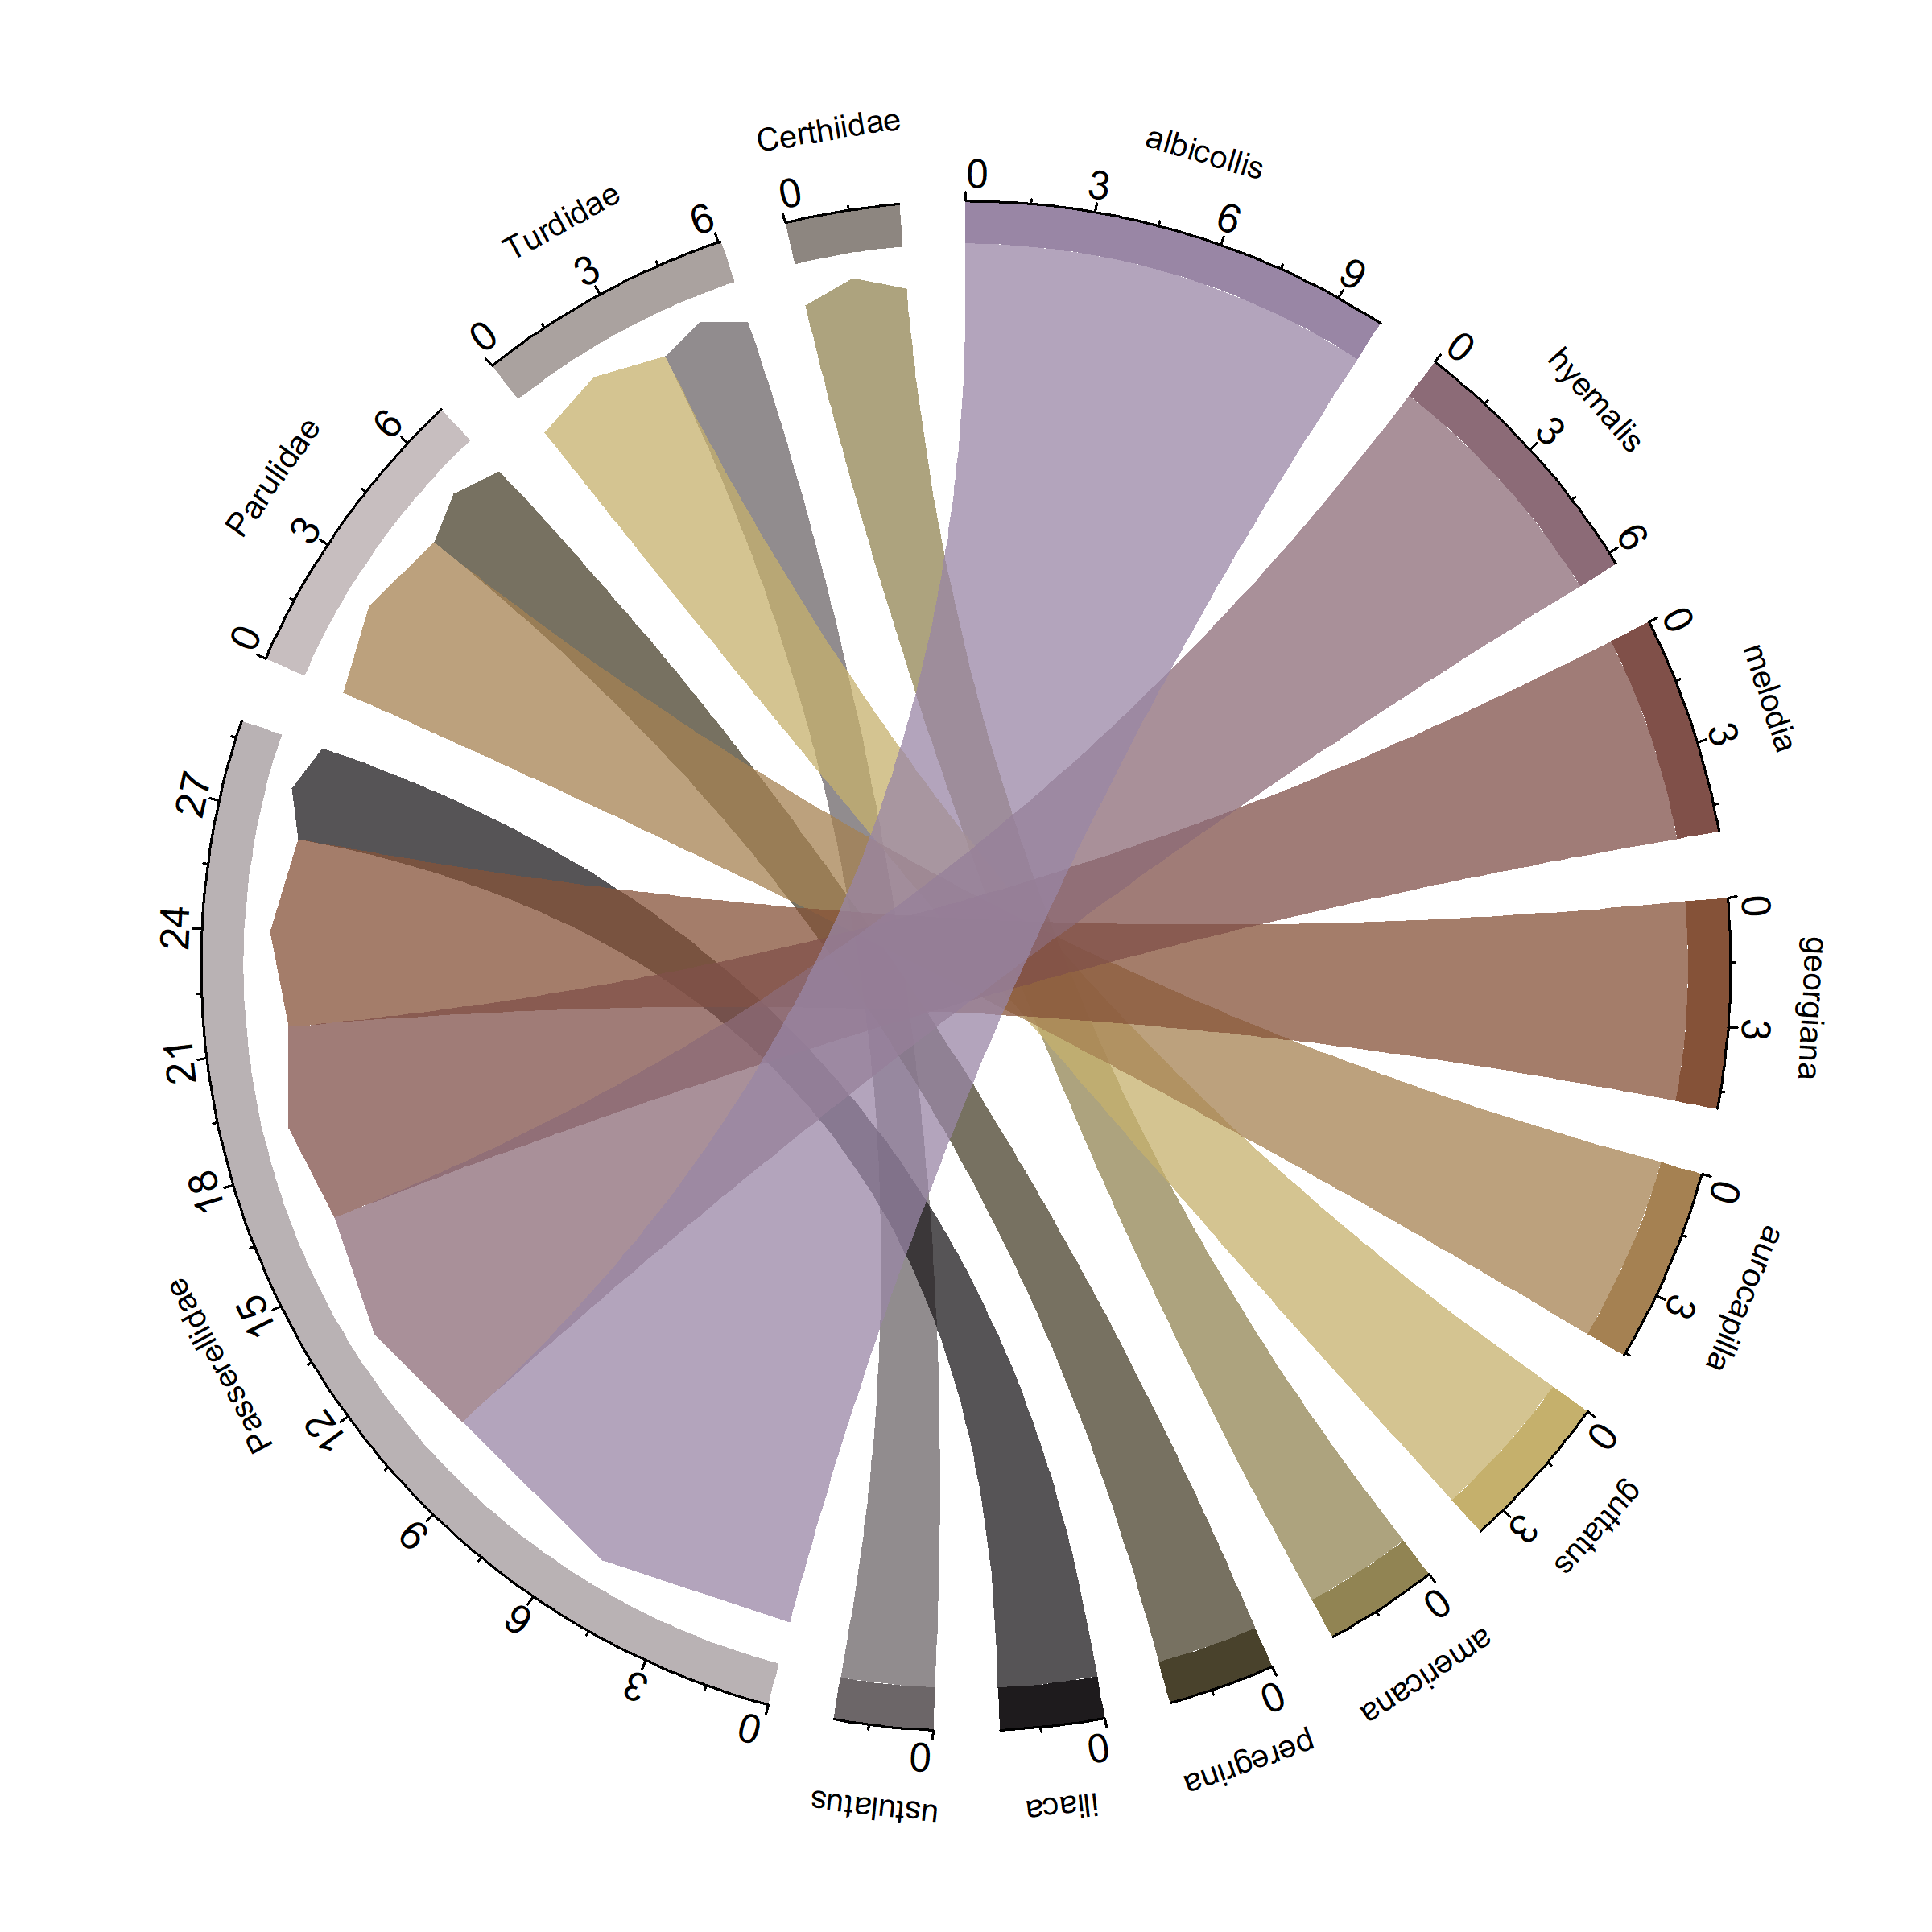 albicollis
0
3
6
9
hyemalis
0
3
6
melodia
0
3
georgiana
0
3
aurocapilla
0
3
guttatus
0
3
americana
0
peregrina
0
iliaca
0
ustulatus
0
Passerellidae
0
3
6
9
12
15
18
21
24
27
Parulidae
0
3
6
Turdidae
0
3
6
Certhiidae
0